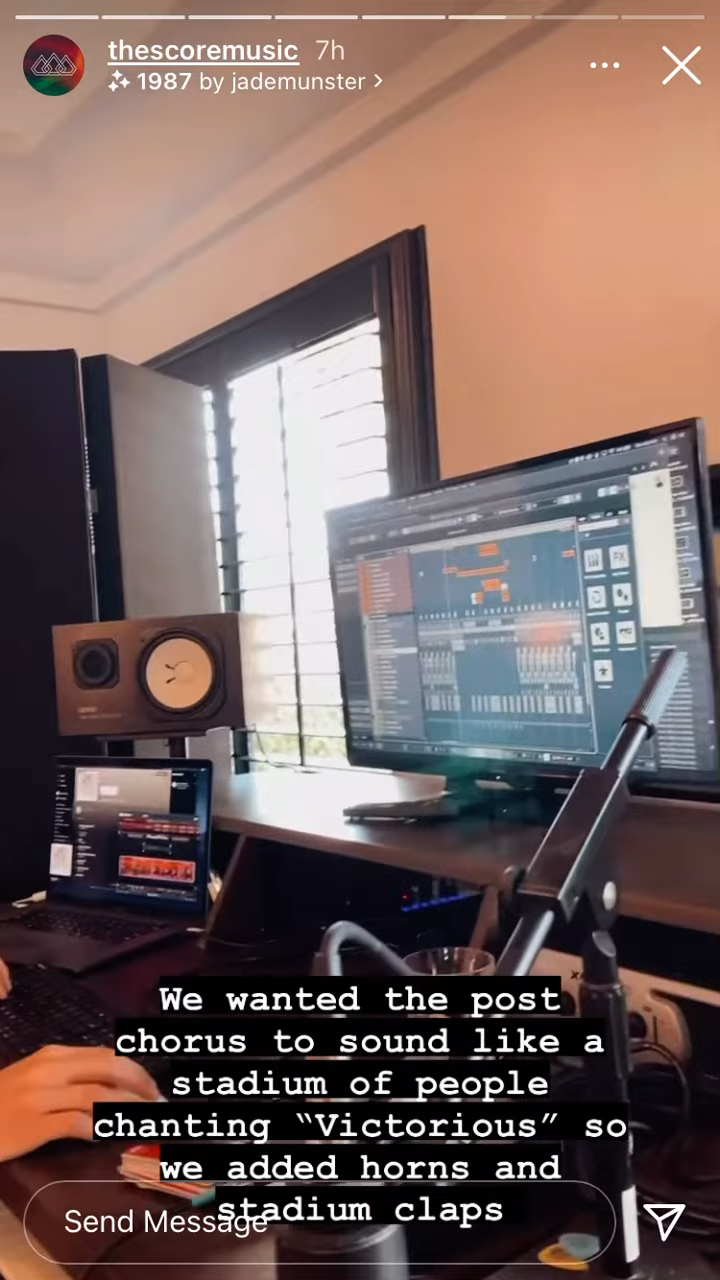 thescoremusic 7h
1987 by jademunster >
We wanted the post
chorus to sound like a
stadium of people
chanting “Victorious” so
we added horns and
stadium claps
Send Message
FX